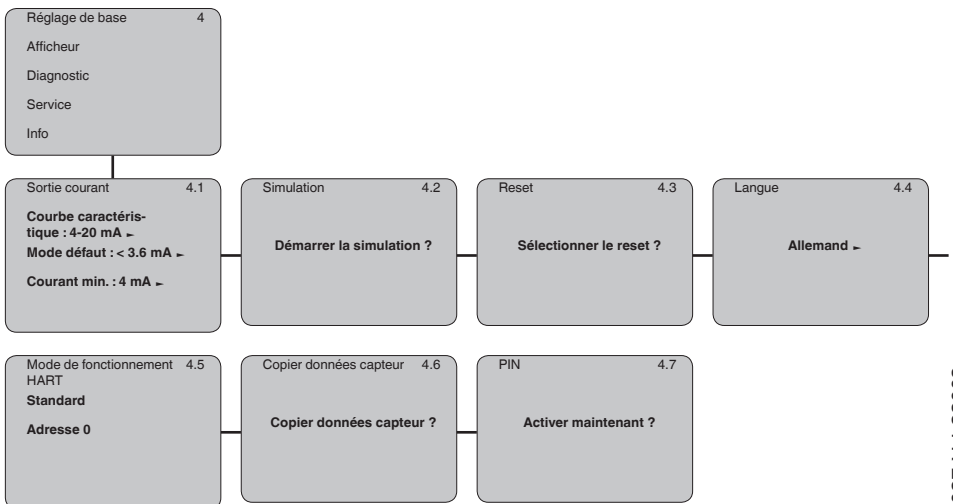 Réglage de base 4
Afficheur
Diagnostic
Service
Info
Sortie courant 4.1
Courbe caractéris-
tique : 4-20 mA ►
Mode défaut : < 3.6 mA ►
Courant min. : 4 mA ►
Simulation 4.2
Démarrer la simulation ?
Reset 4.3
Sélectionner le reset ?
Langue 4.4
Allemand ►
Mode de fonctionnement 4.5
HART
Standard
Adresse 0
Copier données capteur 4.6
Copier données capteur ?
PIN 4.7
Activer maintenant ?